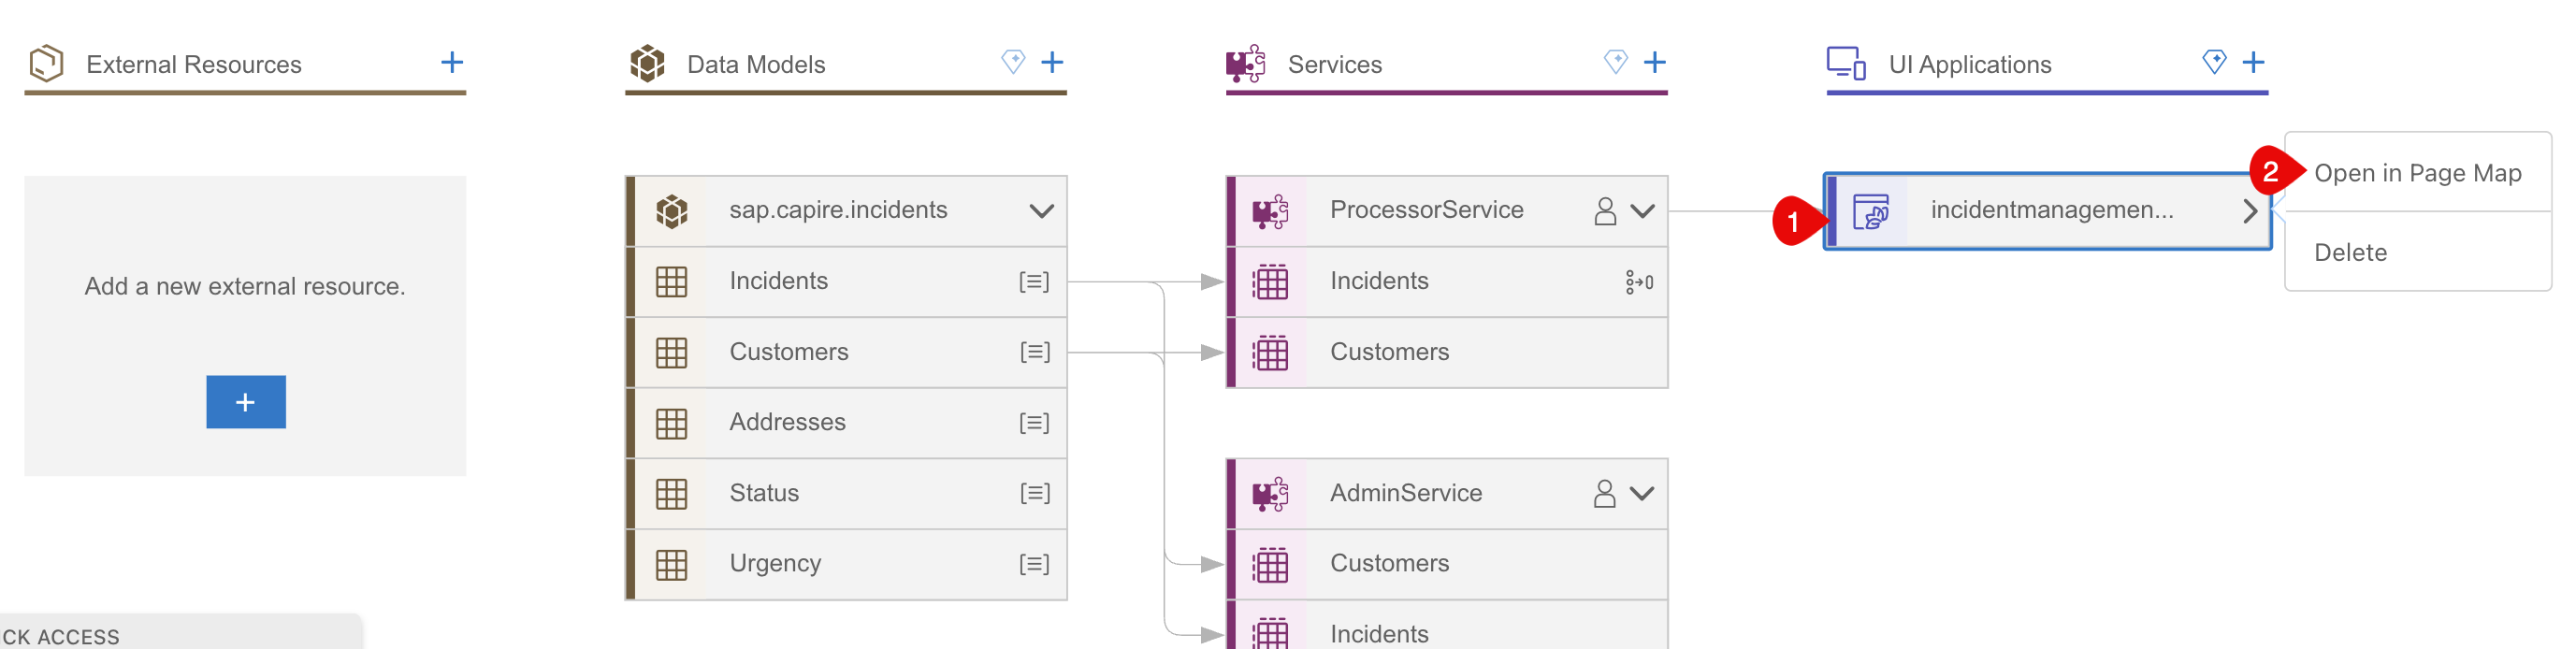 External Resources
Add a new external resource.
Data Models
sap.capire.incidents
Incidents
Customers
Addresses
Status
Urgency
Services
ProcessorService
Incidents
Customers
AdminService
Customers
Incidents
UI Applications
1
incidentmanagemen...
2
Open in Page Map
Delete
CK ACCESS